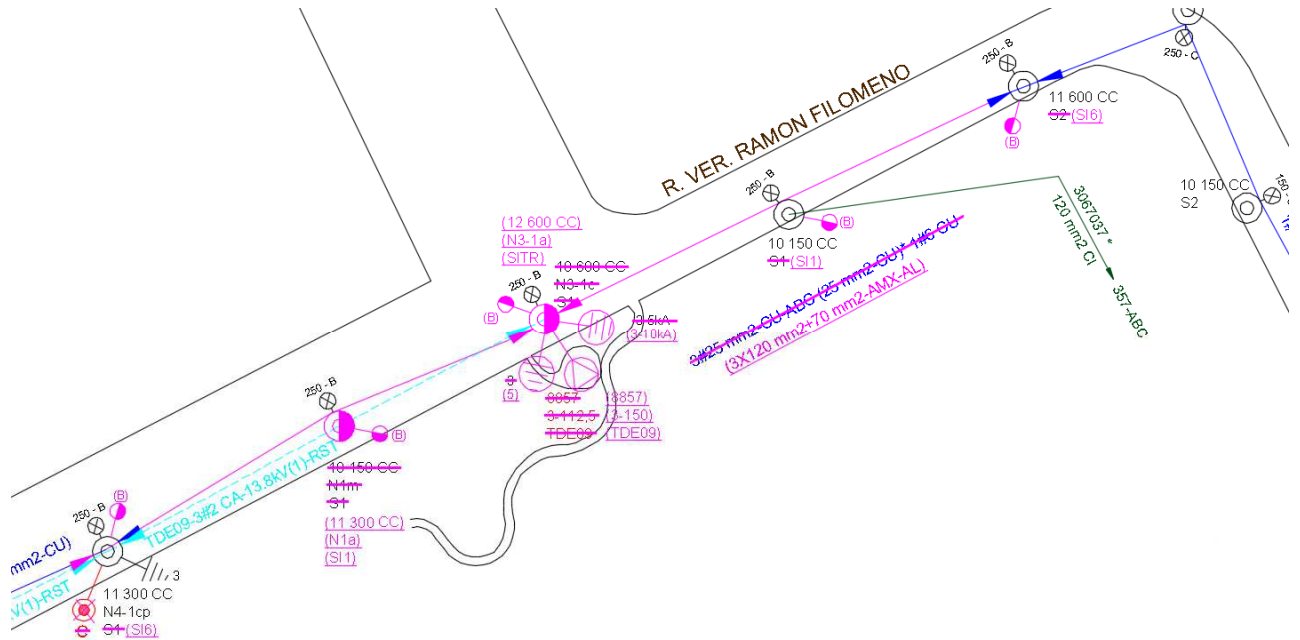 250 - B
250 - C
11 600 CC
S2 (SI6)
(B)
R. VER. RAMON FILOMENO
250 - B
10 150 CC
S2
(B)
10 150 CC
S1 (SI1)
3067037 *
120 mm2 CI
357-ABC
3#25 mm2-CU ABC (25 mm2-CU)* 1#6 CU
(3X120 mm2+70 mm2-AMX-AL)
(12 600 CC)
(N3-1a)
(SITR)
10 600 CC
N3-1c
S1
250 - B
(B)
(3-10kA)
3
(5)
8857 (8857)
3-112,5 (3-150)
TDE09 (TDE09)
250 - B
(B)
10 150 CC
N1m
S1
(11 300 CC)
(N1a)
(SI1)
TDE09-3#2 CA-13.8kV(1)-RST
(B)
250 - B
mm2-CU)
V(1)-RST
3
11 300 CC
N4-1cp
S1 (SI6)